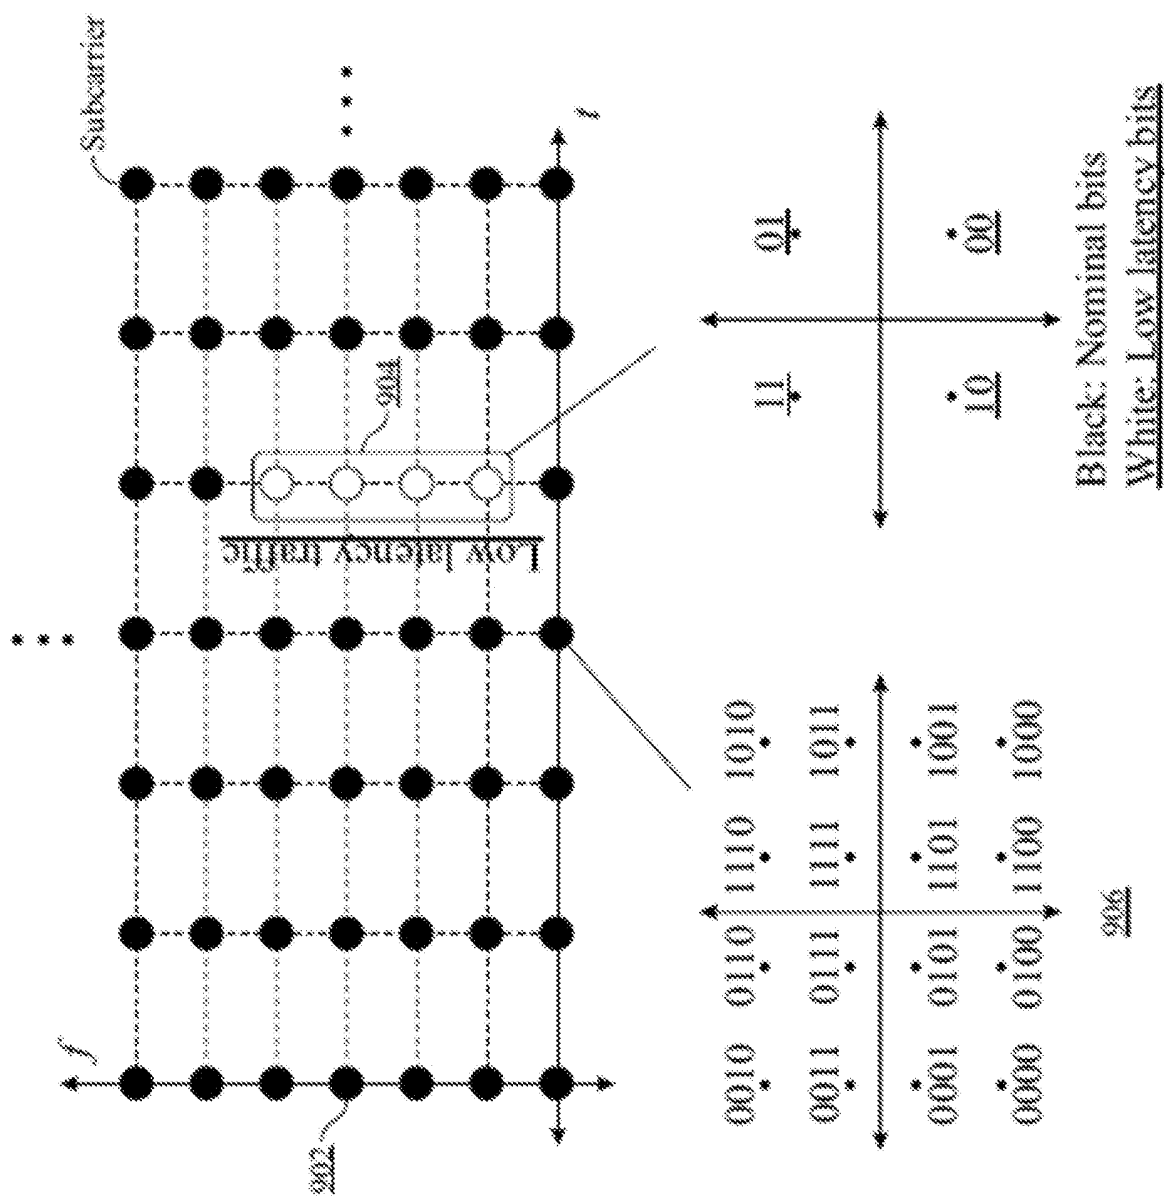 Subcarrier
f
t
902
904
Low latency traffic
0010 0110 1110 1010
0011 0111 1111 1011
0001 0101 1101 1001
0000 0100 1100 1000
906
11 01
10 00
Black: Nominal bits
White: Low latency bits